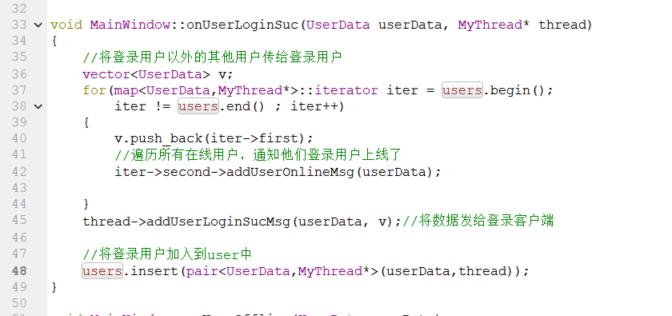 32
33 void MainWindow::onUserLoginSuc(UserData userData, MyThread* thread)
34 {
35 //将登录用户以外的其他用户传给登录用户
36 vector<UserData> v;
37 for(map<UserData,MyThread*>::iterator iter = users.begin();
38 iter != users.end() ; iter++)
39 {
40 v.push_back(iter->first);
41 //遍历所有在线用户，通知他们登录用户上线了
42 iter->second->addUserOnlineMsg(userData);
43
44 }
45 thread->addUserLoginSucMsg(userData, v);//将数据发给登录客户端
46
47 //将登录用户加入到user中
48 users.insert(pair<UserData,MyThread*>(userData,thread));
49 }
50